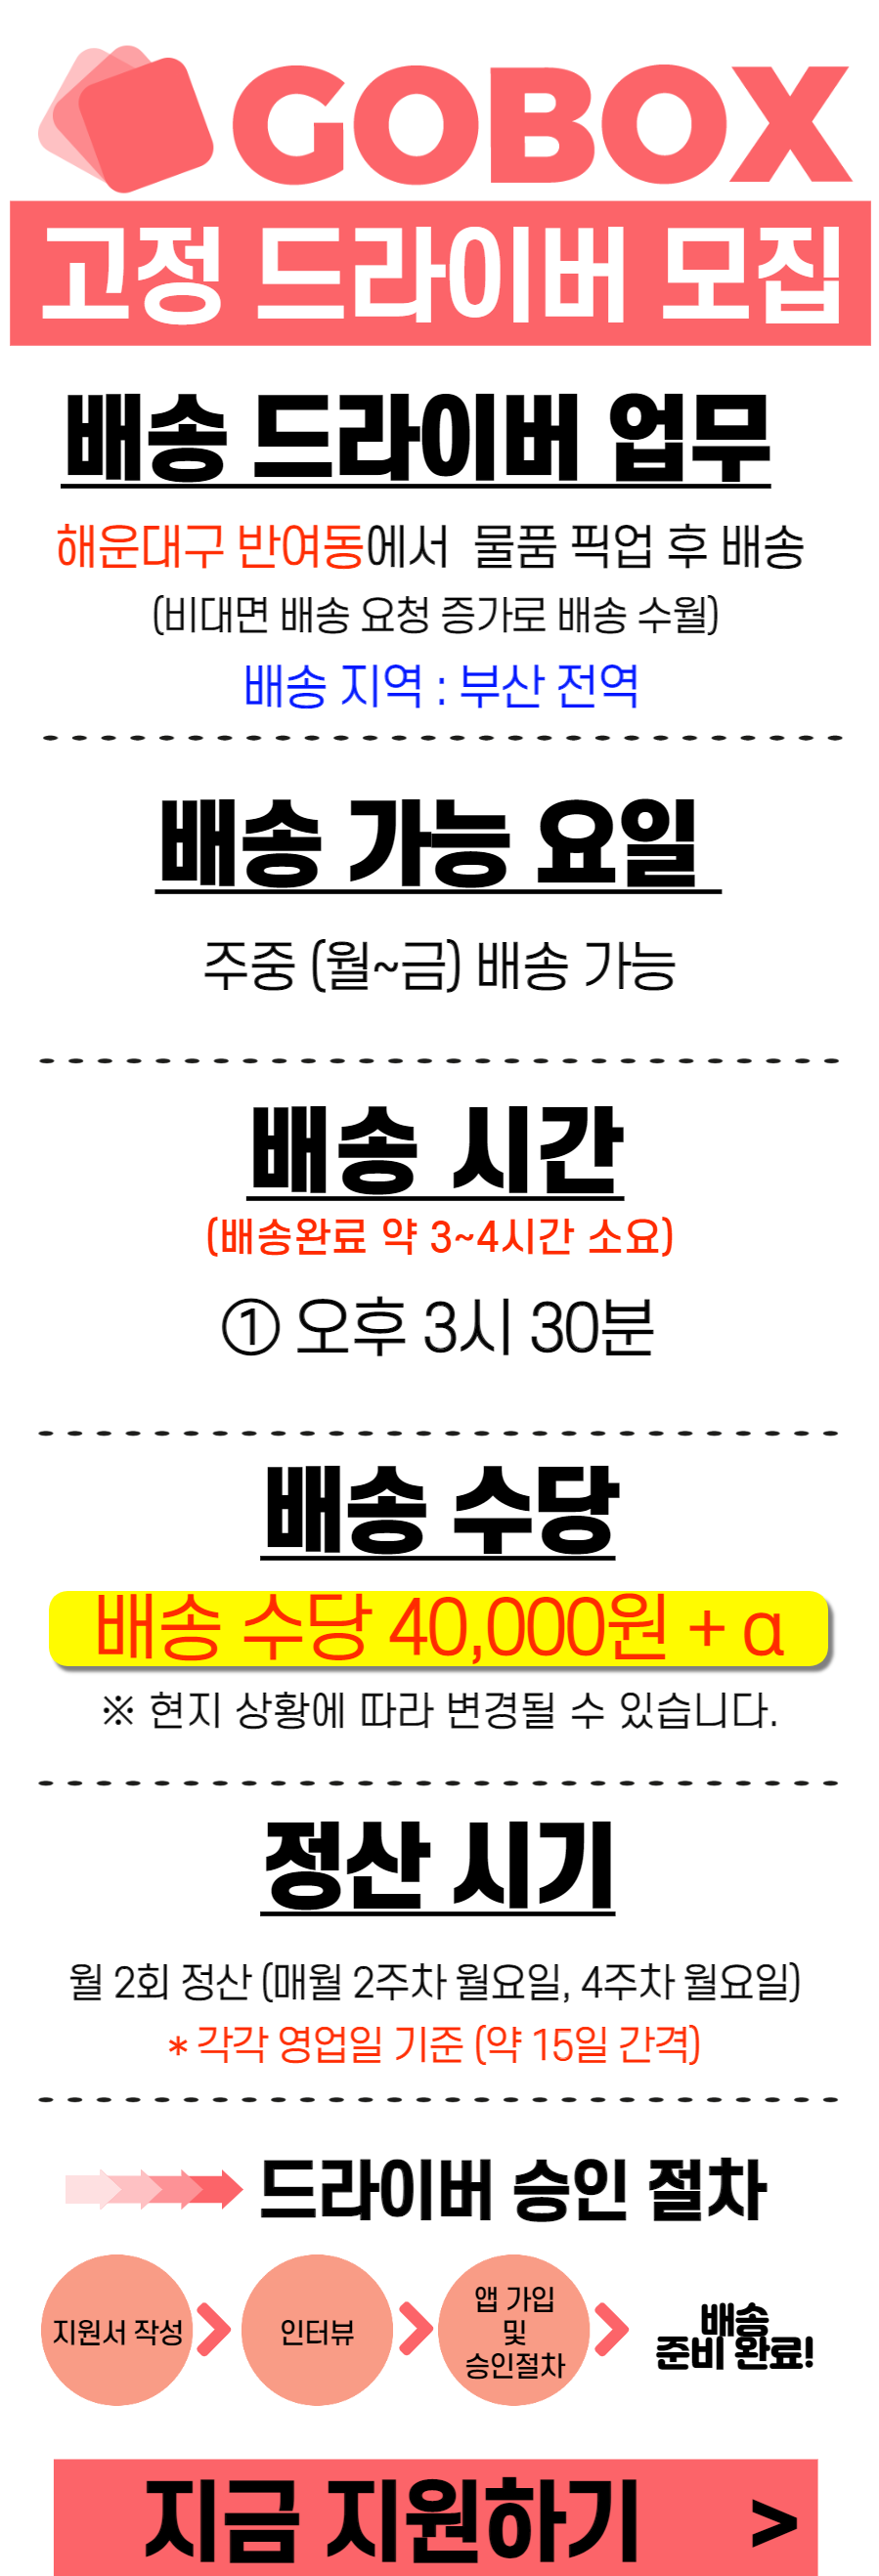 GOBOX
고정 드라이버 모집
배송 드라이버 업무
해운대구 반여동에서 물품 픽업 후 배송
(비대면 배송 요청 증가로 배송 수월)
배송 지역 : 부산 전역
배송 가능 요일
주중 (월~금) 배송 가능
배송 시간
(배송완료 약 3~4시간 소요)
① 오후 3시 30분
배송 수당
배송 수당 40,000원 + α
※ 현지 상황에 따라 변경될 수 있습니다.
정산 시기
월 2회 정산 (매월 2주차 월요일, 4주차 월요일)
* 각각 영업일 기준 (약 15일 간격)
드라이버 승인 절차
지원서 작성
인터뷰
앱 가입
및
승인절차
배송
준비 완료!
지금 지원하기 >